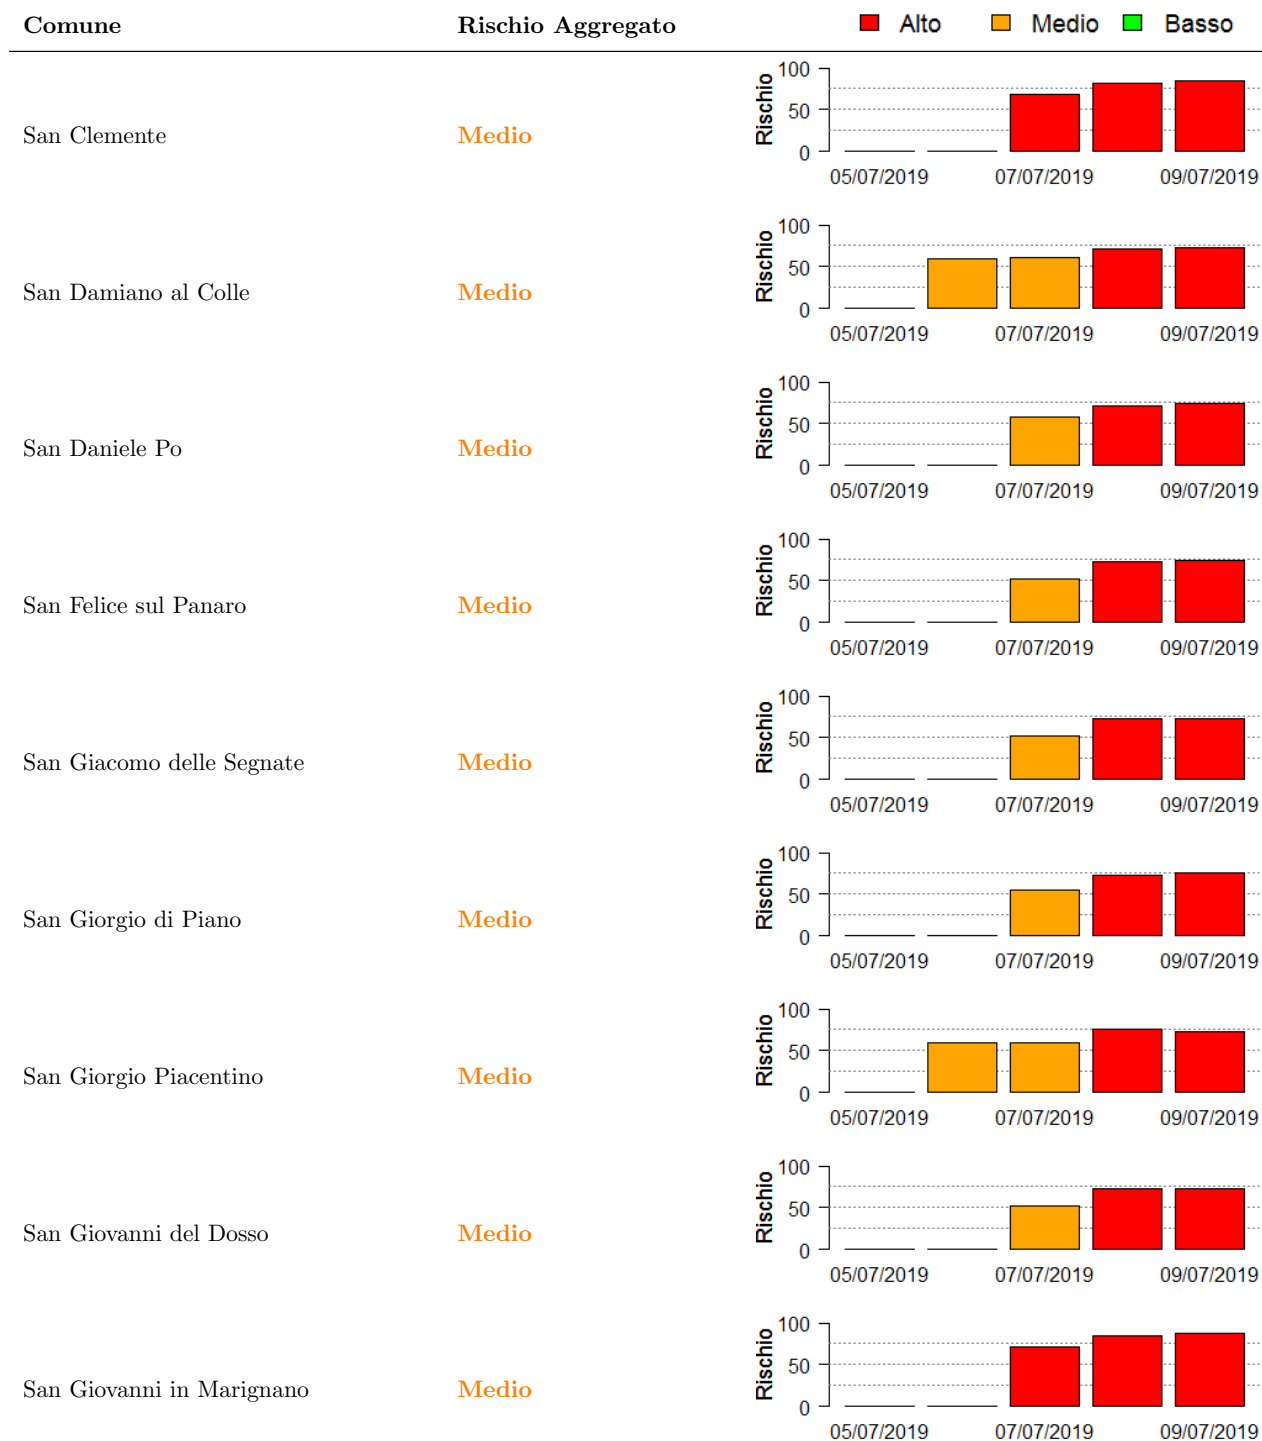 Comune Rischio Aggregato Alto Medio Basso
San Clemente Medio Rischio 100 50 0
05/07/2019 07/07/2019 09/07/2019
San Damiano al Colle Medio Rischio 100 50 0
05/07/2019 07/07/2019 09/07/2019
San Daniele Po Medio Rischio 100 50 0
05/07/2019 07/07/2019 09/07/2019
San Felice sul Panaro Medio Rischio 100 50 0
05/07/2019 07/07/2019 09/07/2019
San Giacomo delle Segnate Medio Rischio 100 50 0
05/07/2019 07/07/2019 09/07/2019
San Giorgio di Piano Medio Rischio 100 50 0
05/07/2019 07/07/2019 09/07/2019
San Giorgio Piacentino Medio Rischio 100 50 0
05/07/2019 07/07/2019 09/07/2019
San Giovanni del Dosso Medio Rischio 100 50 0
05/07/2019 07/07/2019 09/07/2019
San Giovanni in Marignano Medio Rischio 100 50 0
05/07/2019 07/07/2019 09/07/2019